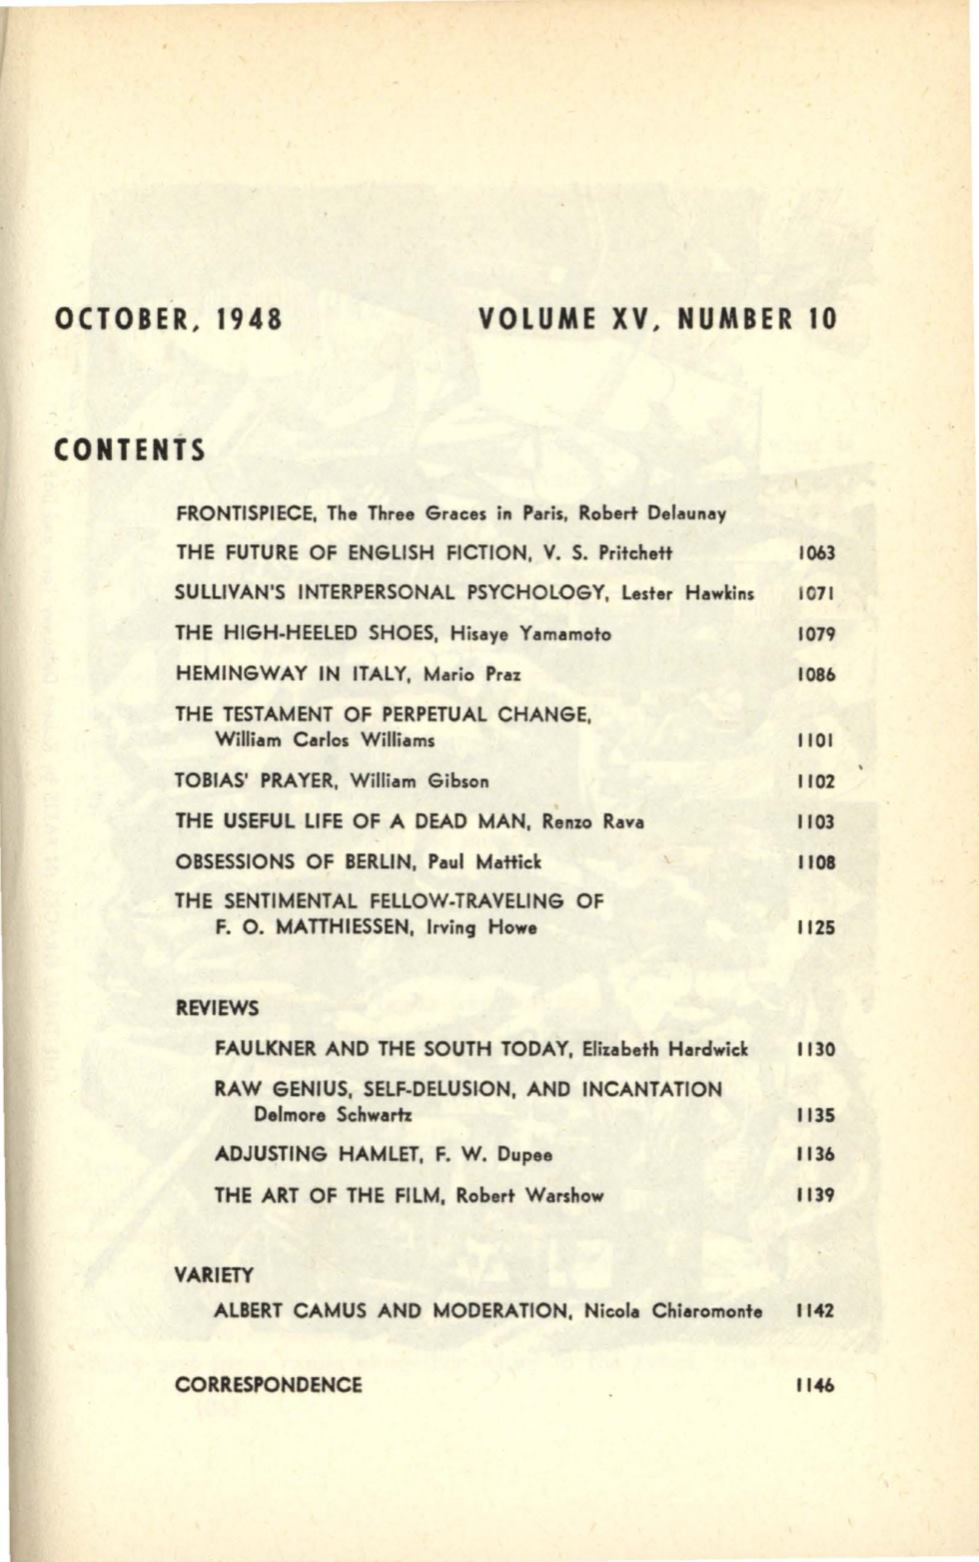 OCTOBER, 1948 VOLUME XV, NUMBER 10
CONTENTS
FRONTISPIECE, The Three Graces in Paris, Robert Delaunay
THE FUTURE OF ENGLISH FICTION, V. S. Pritchett 1063
SULLIVAN'S INTERPERSONAL PSYCHOLOGY, Lester Hawkins 1071
THE HIGH-HEELED SHOES, Hisaye Yamamoto 1079
HEMINGWAY IN ITALY, Mario Praz 1086
THE TESTAMENT OF PERPETUAL CHANGE,
William Carlos Williams 1101
TOBIAS' PRAYER, William Gibson 1102
THE USEFUL LIFE OF A DEAD MAN, Renzo Rava 1103
OBSESSIONS OF BERLIN, Paul Mattick 1108
THE SENTIMENTAL FELLOW-TRAVELING OF
F. O. MATTHIESSEN, Irving Howe 1125
REVIEWS
FAULKNER AND THE SOUTH TODAY, Elizabeth Hardwick 1130
RAW GENIUS, SELF-DELUSION, AND INCANTATION
Delmore Schwartz 1135
ADJUSTING HAMLET, F. W. Dupee 1136
THE ART OF THE FILM, Robert Warshow 1139
VARIETY
ALBERT CAMUS AND MODERATION, Nicola Chiaromonte 1142
CORRESPONDENCE 1146